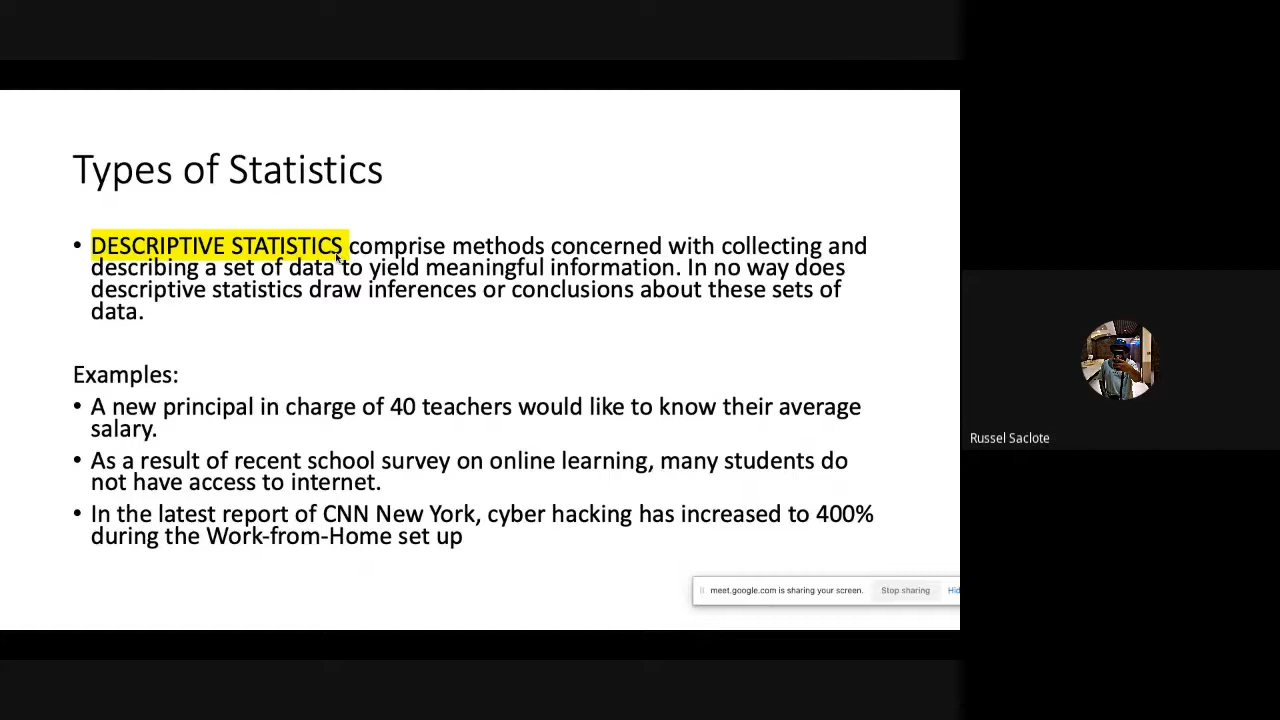 Types of Statistics
• DESCRIPTIVE STATISTICS comprise methods concerned with collecting and
describing a set of data to yield meaningful information. In no way does
descriptive statistics draw inferences or conclusions about these sets of
data.
Examples:
• A new principal in charge of 40 teachers would like to know their average
salary.
• As a result of recent school survey on online learning, many students do
not have access to internet.
• In the latest report of CNN New York, cyber hacking has increased to 400%
during the Work-from-Home set up
meet.google.com is sharing your screen. Stop sharing Hid
Russel Saclote